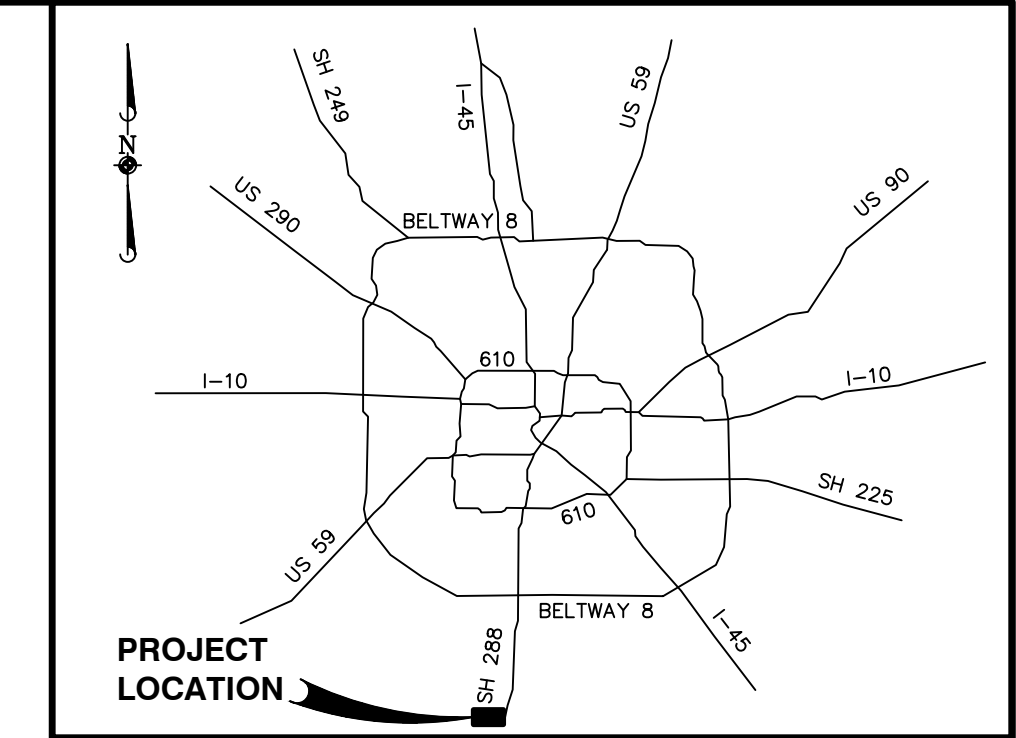 SH 249
I-45
US 59
N
US 290
US 90
BELTWAY 8
610
I-10
I-10
SH 225
610
US 59
BELTWAY 8
I-45
SH 288
PROJECT
LOCATION